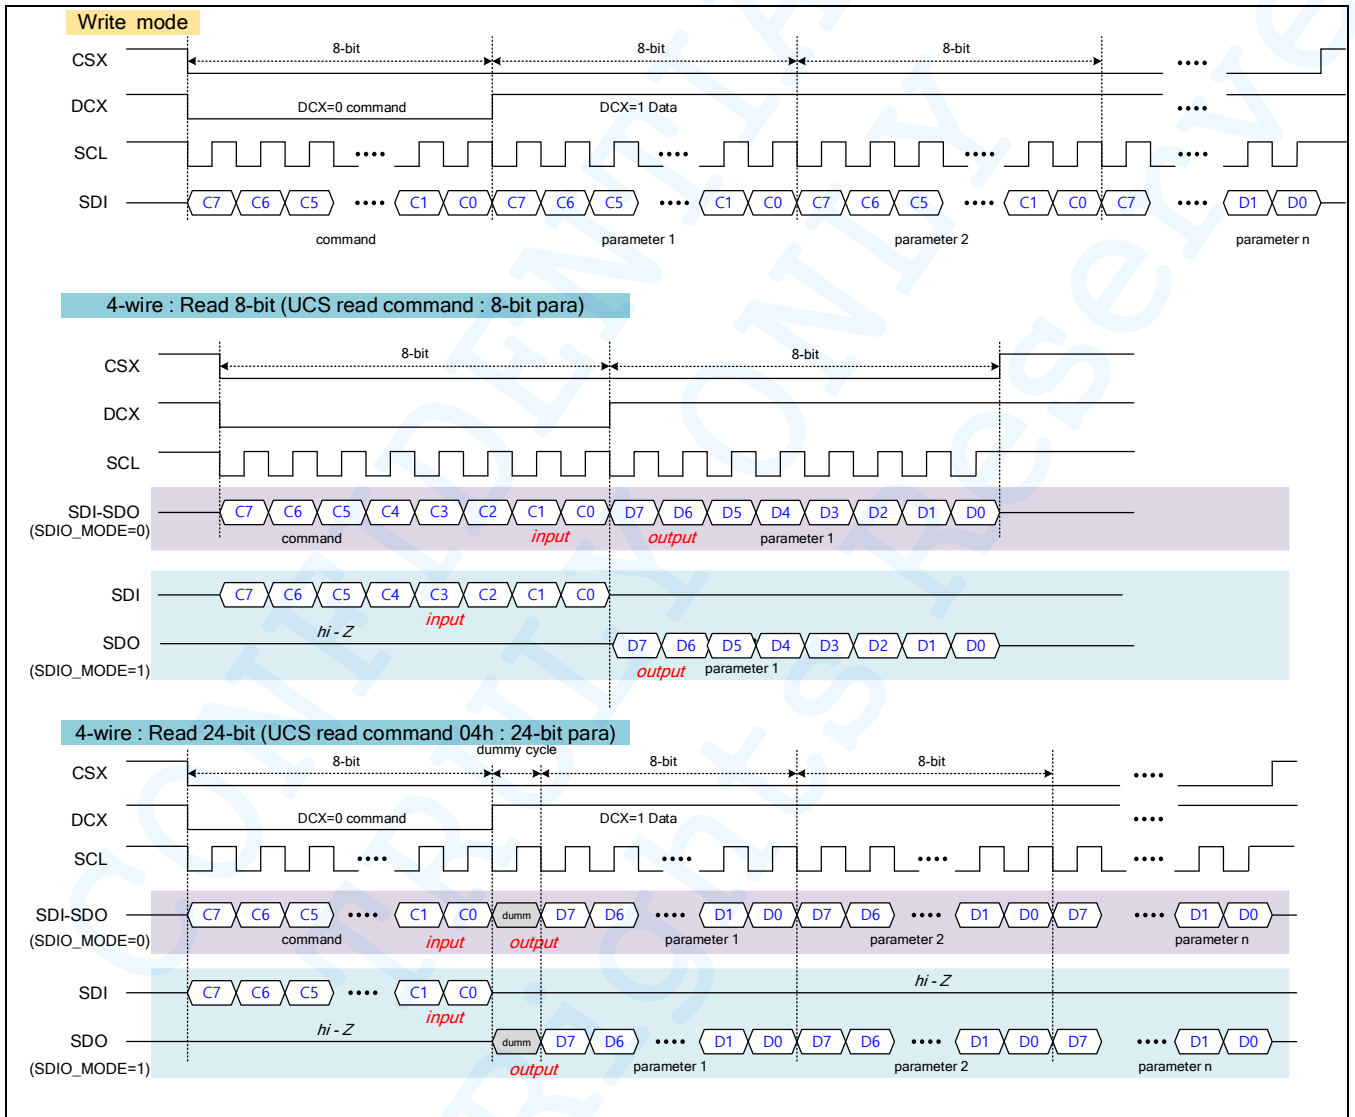 Write mode
8-bit 8-bit 8-bit
CSX
DCX DCX=0 command DCX=1 Data
SCL
SDI C7 C6 C5 C1 C0 C7 C6 C5 C1 C0 C7 C6 C5 C1 C0 C7 D1 D0
command parameter 1 parameter 2 parameter n
4-wire : Read 8-bit (UCS read command : 8-bit para)
8-bit 8-bit
CSX
DCX
SCL
SDI-SDO C7 C6 C5 C4 C3 C2 C1 C0 D7 D6 D5 D4 D3 D2 D1 D0
(SDIO_MODE=0) command input output parameter 1
SDI C7 C6 C5 C4 C3 C2 C1 C0
input
hi - Z
SDO D7 D6 D5 D4 D3 D2 D1 D0
(SDIO_MODE=1) output parameter 1
4-wire : Read 24-bit (UCS read command 04h : 24-bit para)
dummy cycle
8-bit 8-bit 8-bit
CSX
DCX DCX=0 command DCX=1 Data
SCL
SDI-SDO C7 C6 C5 C1 C0 dumm D7 D6 D1 D0 D7 D6 D1 D0 D7 D1 D0
(SDIO_MODE=0) command input output parameter 1 parameter 2 parameter n
hi - Z
SDI C7 C6 C5 C1 C0
input
hi - Z
SDO dumm D7 D6 D1 D0 D7 D6 D1 D0 D7 D1 D0
(SDIO_MODE=1) output parameter 1 parameter 2 parameter n
CONFIDENTIA
TRULY ONLY
Rights Reserve